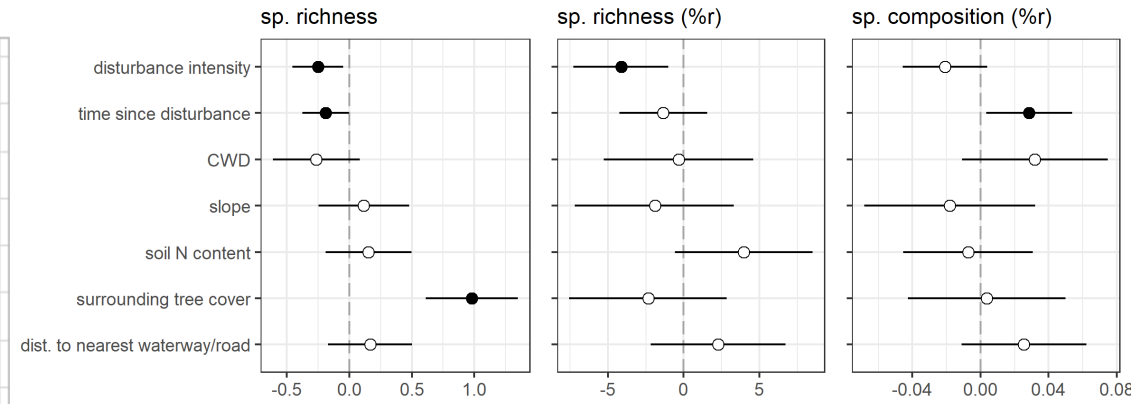 sp. richness
sp. richness (%r)
sp. composition (%r)
disturbance intensity
time since disturbance
CWD
slope
soil N content
surrounding tree cover
dist. to nearest waterway/road
-0.5 0.0 0.5 1.0
-5 0 5
-0.04 0.00 0.04 0.08